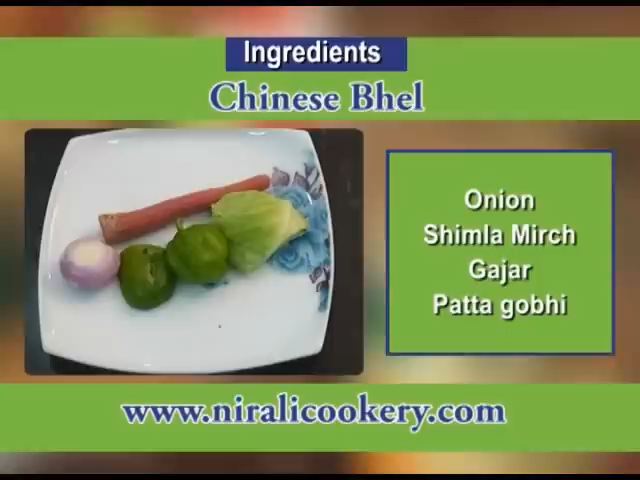 Ingredients
Chinese Bhel
Onion
Shimla Mirch
Gajar
Patta gobhi
www.niralicookery.com